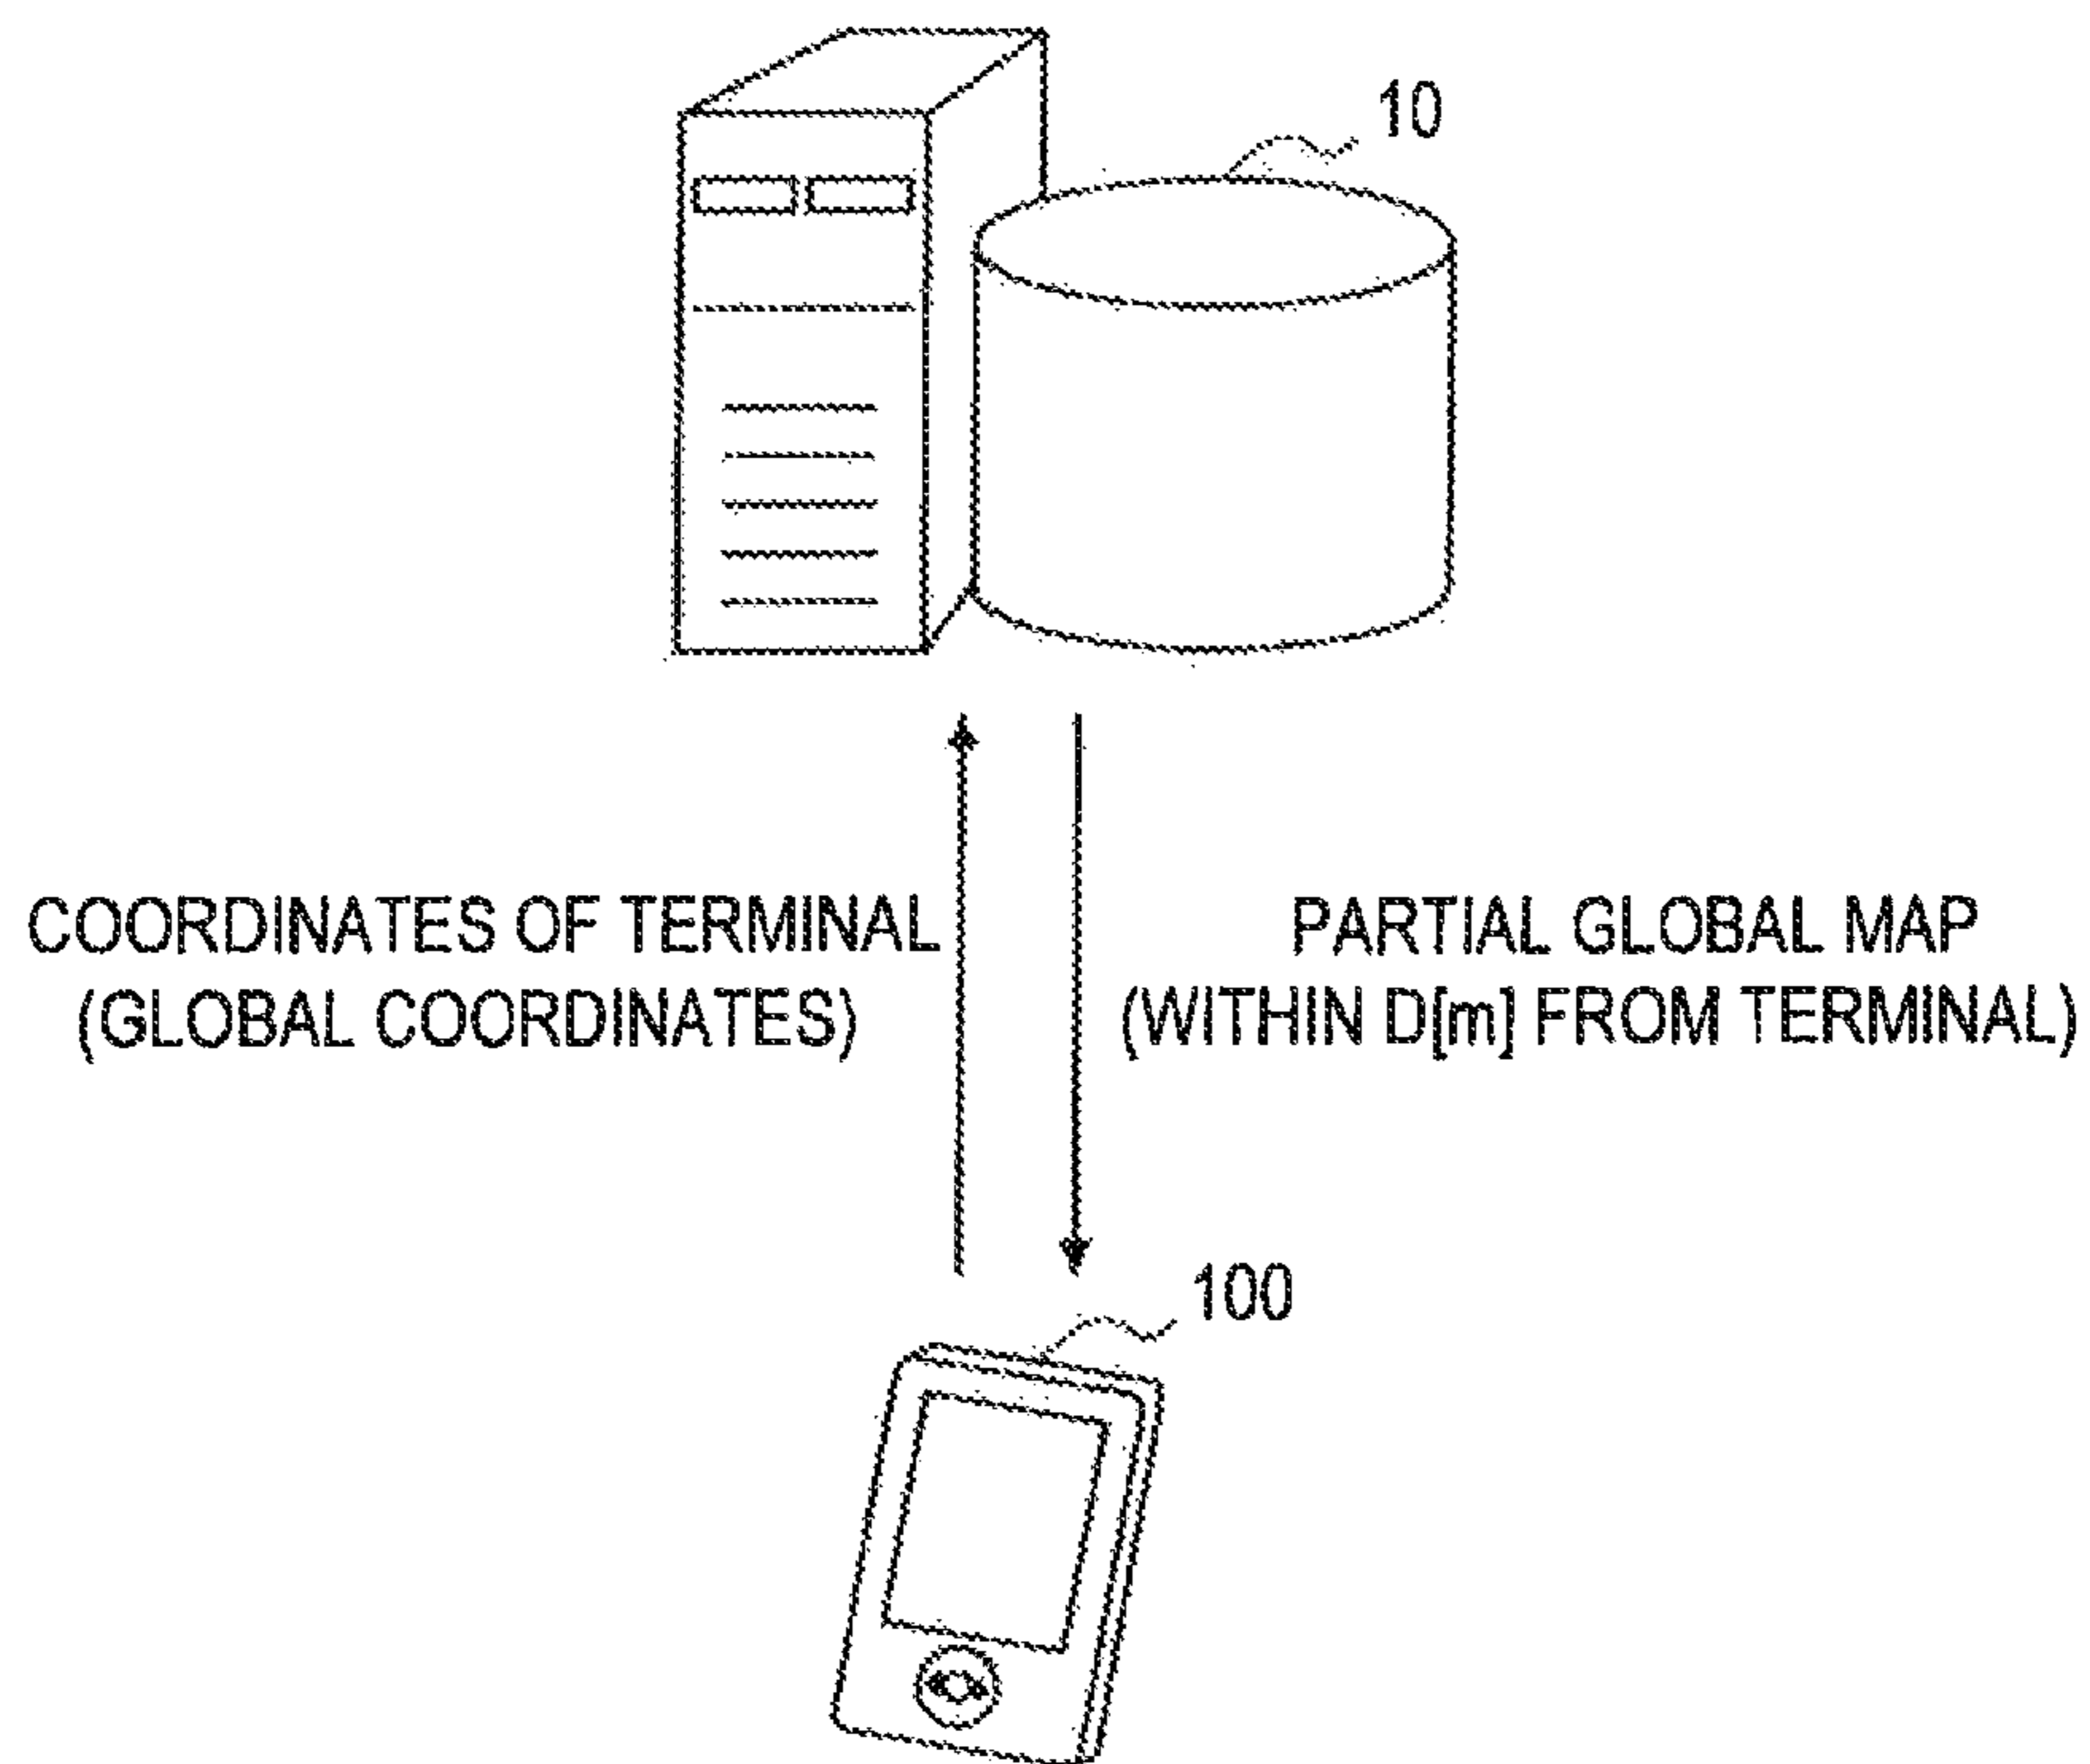 10
COORDINATES OF TERMINAL
(GLOBAL COORDINATES)
PARTIAL GLOBAL MAP
(WITHIN D[m] FROM TERMINAL)
100